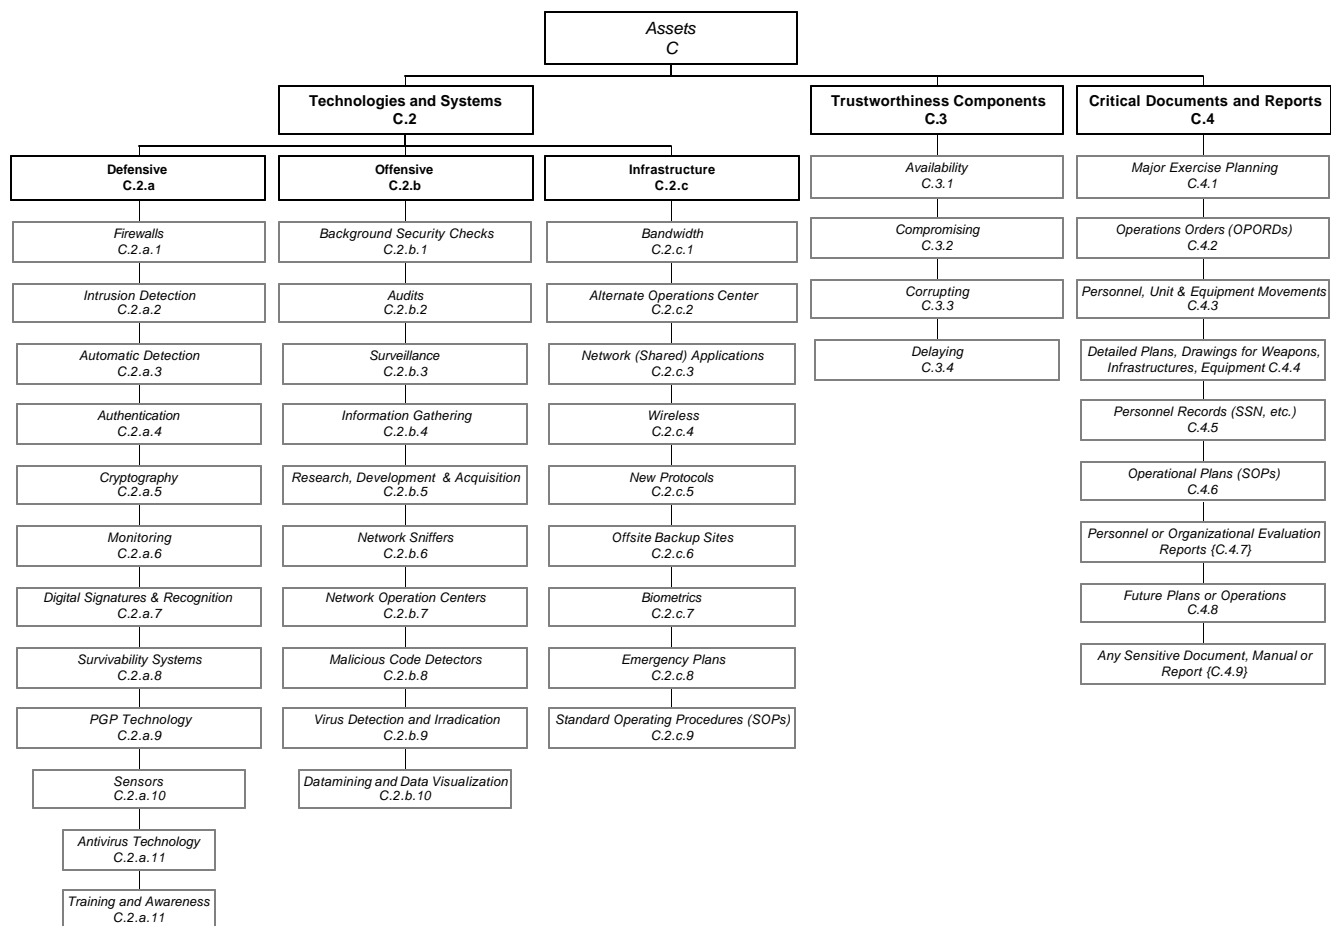 Assets
C
Technologies and Systems
C.2
Trustworthiness Components
C.3
Critical Documents and Reports
C.4
Defensive
C.2.a
Offensive
C.2.b
Infrastructure
C.2.c
Firewalls
C.2.a.1
Intrusion Detection
C.2.a.2
Automatic Detection
C.2.a.3
Authentication
C.2.a.4
Cryptography
C.2.a.5
Monitoring
C.2.a.6
Digital Signatures & Recognition
C.2.a.7
Survivability Systems
C.2.a.8
PGP Technology
C.2.a.9
Sensors
C.2.a.10
Antivirus Technology
C.2.a.11
Training and Awareness
C.2.a.11
Background Security Checks
C.2.b.1
Audits
C.2.b.2
Surveillance
C.2.b.3
Information Gathering
C.2.b.4
Research, Development & Acquisition
C.2.b.5
Network Sniffers
C.2.b.6
Network Operation Centers
C.2.b.7
Malicious Code Detectors
C.2.b.8
Virus Detection and Irradication
C.2.b.9
Datamining and Data Visualization
C.2.b.10
Bandwidth
C.2.c.1
Alternate Operations Center
C.2.c.2
Network (Shared) Applications
C.2.c.3
Wireless
C.2.c.4
New Protocols
C.2.c.5
Offsite Backup Sites
C.2.c.6
Biometrics
C.2.c.7
Emergency Plans
C.2.c.8
Standard Operating Procedures (SOPs)
C.2.c.9
Availability
C.3.1
Compromising
C.3.2
Corrupting
C.3.3
Delaying
C.3.4
Major Exercise Planning
C.4.1
Operations Orders (OPORDs)
C.4.2
Personnel, Unit & Equipment Movements
C.4.3
Detailed Plans, Drawings for Weapons,
Infrastructures, Equipment C.4.4
Personnel Records (SSN, etc.)
C.4.5
Operational Plans (SOPs)
C.4.6
Personnel or Organizational Evaluation
Reports {C.4.7}
Future Plans or Operations
C.4.8
Any Sensitive Document, Manual or
Report {C.4.9}